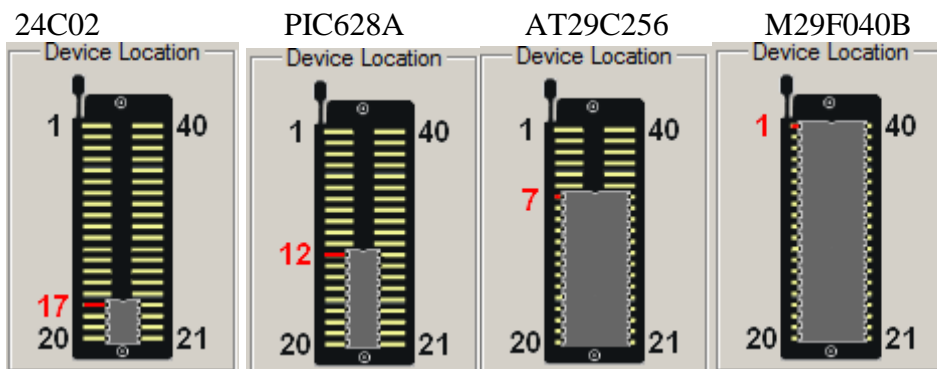 24C02 PIC628A AT29C256 M29F040B
Device Location Device Location Device Location Device Location
1 40 1 40 1 40 1 40
7
12
17
20 21 20 21 20 21 20 21